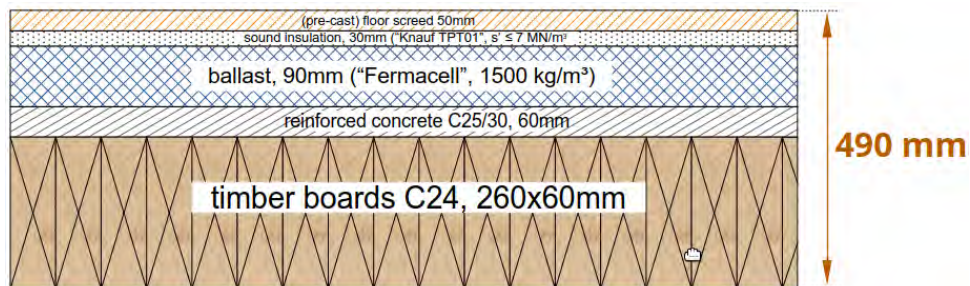 (pre-cast) floor screed 50mm
sound insulation, 30mm ("Knauf TPT01", s' ≤ 7 MN/m³
ballast, 90mm ("Fermacell", 1500 kg/m³)
reinforced concrete C25/30, 60mm
490 mm
timber boards C24, 260x60mm